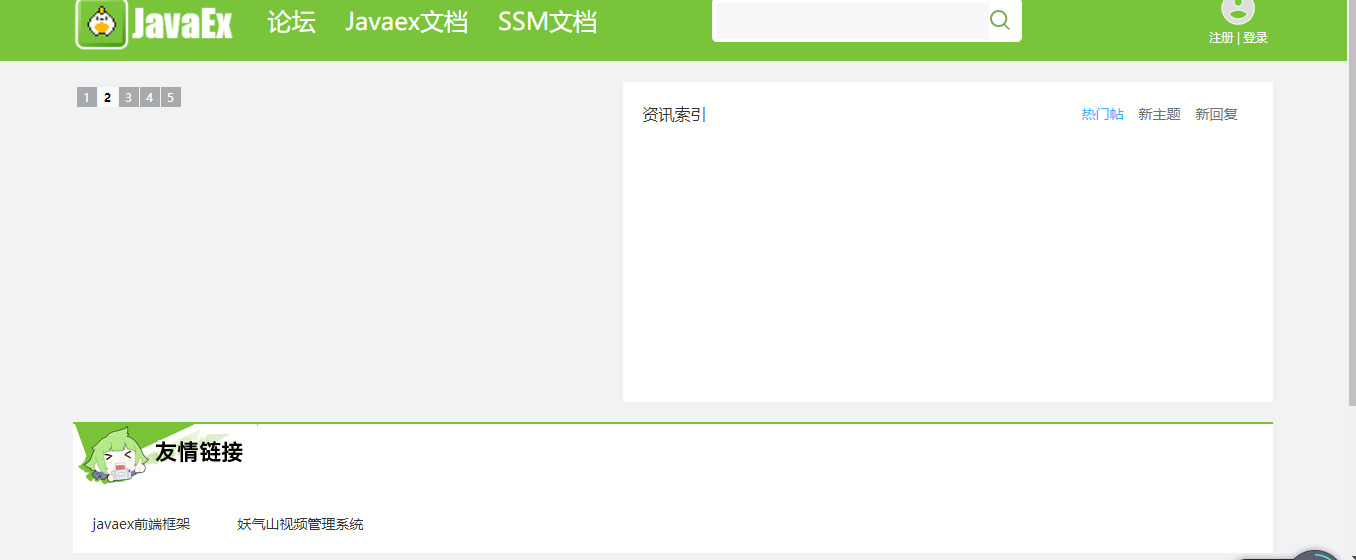 JavaEx 论坛 Javaex文档 SSM文档
注册 | 登录
1 2 3 4 5
资讯索引 热门帖 新主题 新回复
友情链接
javaex前端框架 妖气山视频管理系统